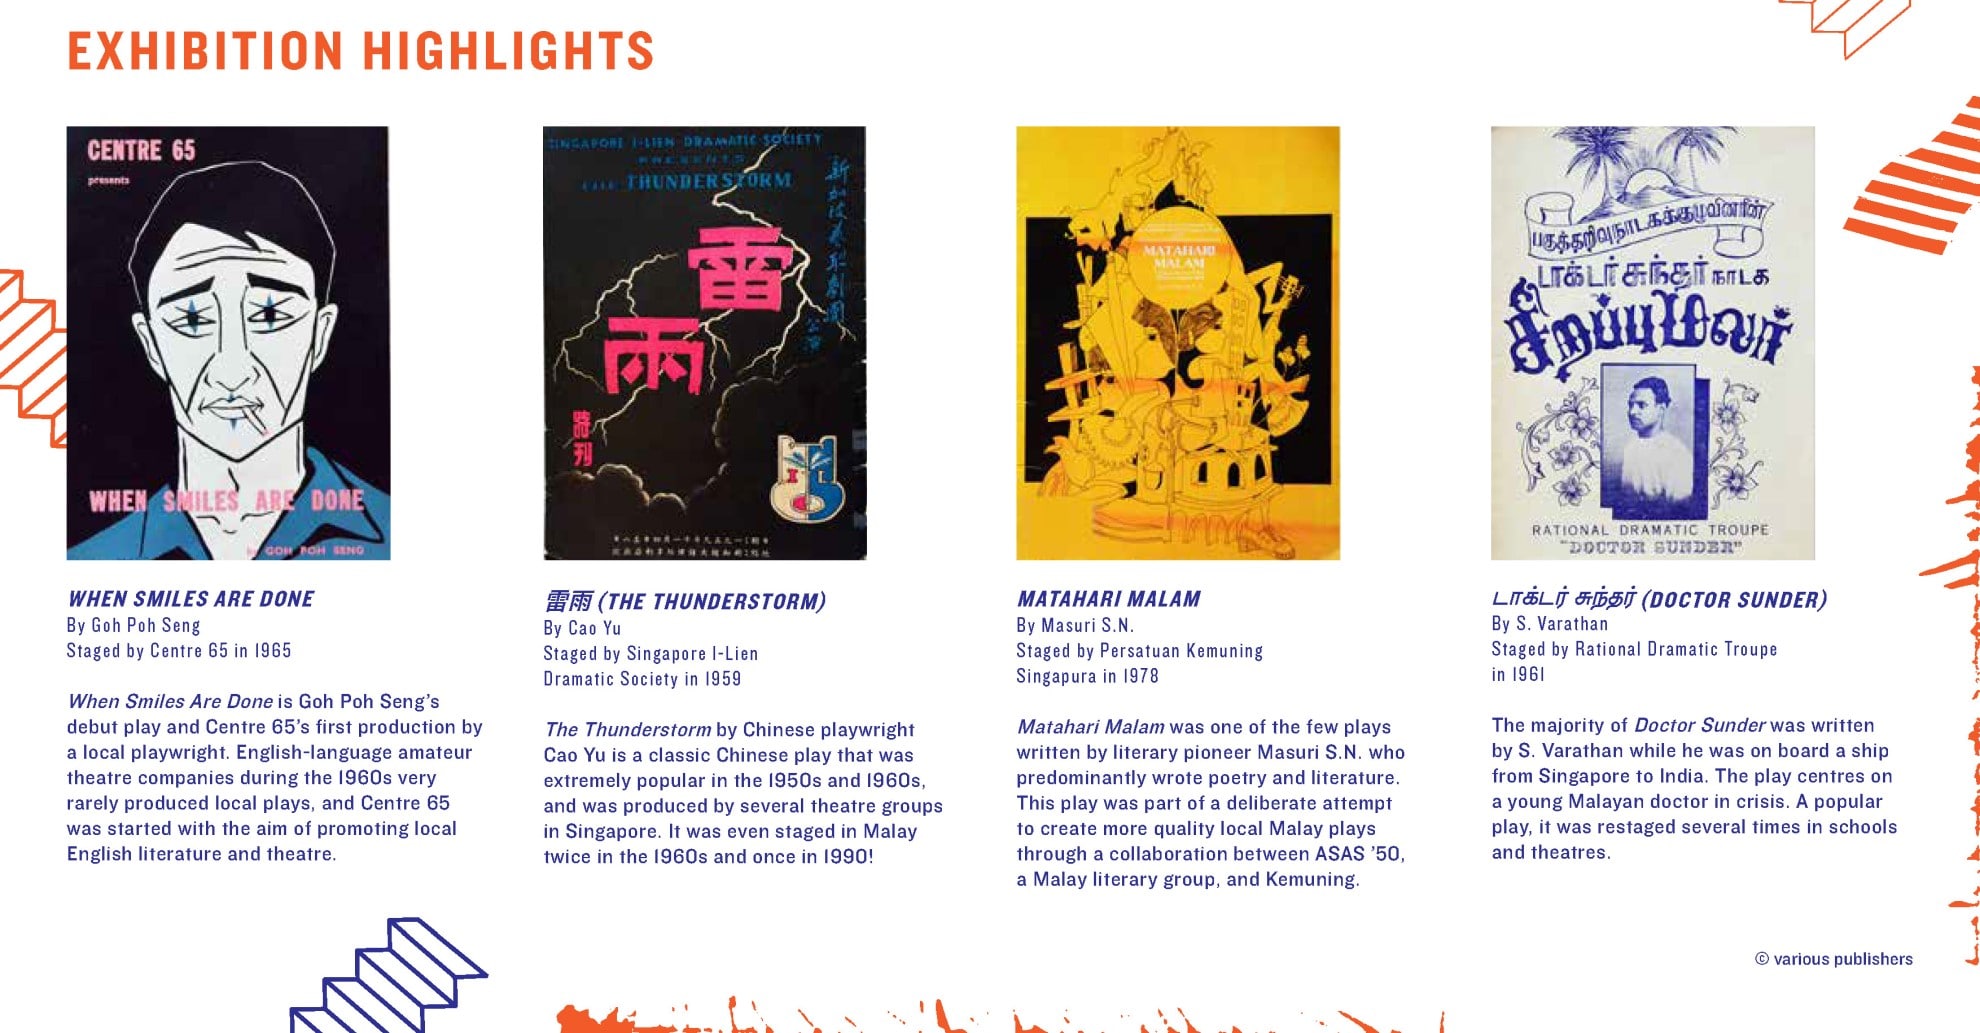 EXHIBITION HIGHLIGHTS
CENTRE 65
presents
WHEN SMILES ARE DONE
by GOH POH SENG
WHEN SMILES ARE DONE
By Goh Poh Seng
Staged by Centre 65 in 1965
When Smiles Are Done is Goh Poh Seng's
debut play and Centre 65's first production by
a local playwright. English-language amateur
theatre companies during the 1960s very
rarely produced local plays, and Centre 65
was started with the aim of promoting local
English literature and theatre.
SINGAPORE I-LIEN DRAMATIC SOCIETY
PRESENTS
THE THUNDERSTORM
雷
雨
特刊
公演
雷雨 (THE THUNDERSTORM)
By Cao Yu
Staged by Singapore I-Lien
Dramatic Society in 1959
The Thunderstorm by Chinese playwright
Cao Yu is a classic Chinese play that was
extremely popular in the 1950s and 1960s,
and was produced by several theatre groups
in Singapore. It was even staged in Malay
twice in the 1960s and once in 1990!
MATAHARI
MALAM
MATAHARI MALAM
By Masuri S.N.
Staged by Persatuan Kemuning
Singapura in 1978
Matahari Malam was one of the few plays
written by literary pioneer Masuri S.N. who
predominantly wrote poetry and literature.
This play was part of a deliberate attempt
to create more quality local Malay plays
through a collaboration between ASAS '50,
a Malay literary group, and Kemuning.
பகுத்தறிவு நாடகக்குழுவினரின்
டாக்டர் சுந்தர் நாடக
சிறப்புமலர்
RATIONAL DRAMATIC TROUPE
"DOCTOR SUNDER"
டாக்டர் சுந்தர் (DOCTOR SUNDER)
By S. Varathan
Staged by Rational Dramatic Troupe
in 1961
The majority of Doctor Sunder was written
by S. Varathan while he was on board a ship
from Singapore to India. The play centres on
a young Malayan doctor in crisis. A popular
play, it was restaged several times in schools
and theatres.
© various publishers